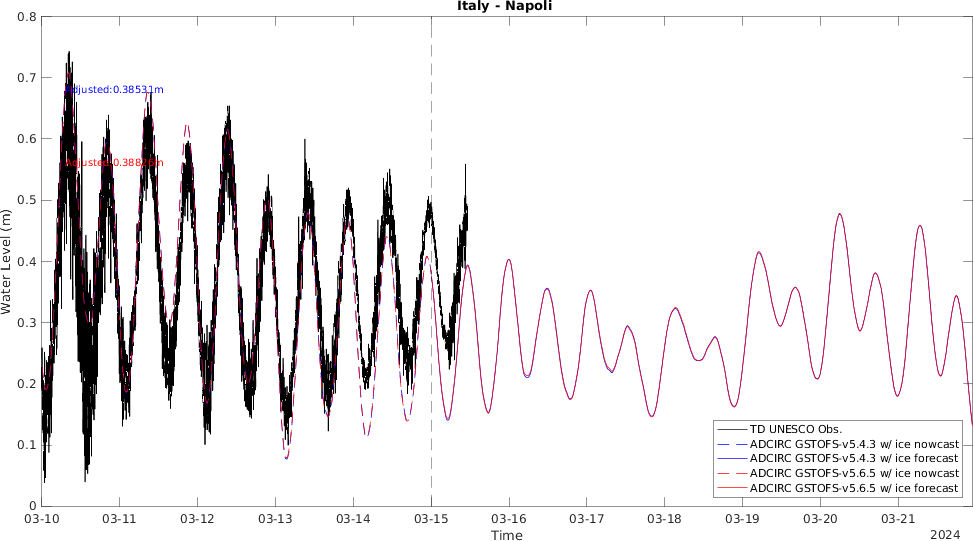 Italy - Napoli
0.8
0.7
0.6
0.5
0.4
0.3
0.2
0.1
0
Water Level (m)
Adjusted:0.38531m
03-10 03-11 03-12 03-13 03-14 03-15 03-16 03-17 03-18 03-19 03-20 03-21
Time
2024
TD UNESCO Obs.
ADCIRC GSTOFS-v5.4.3 w/ ice nowcast
ADCIRC GSTOFS-v5.4.3 w/ ice forecast
ADCIRC GSTOFS-v5.6.5 w/ ice nowcast
ADCIRC GSTOFS-v5.6.5 w/ ice forecast